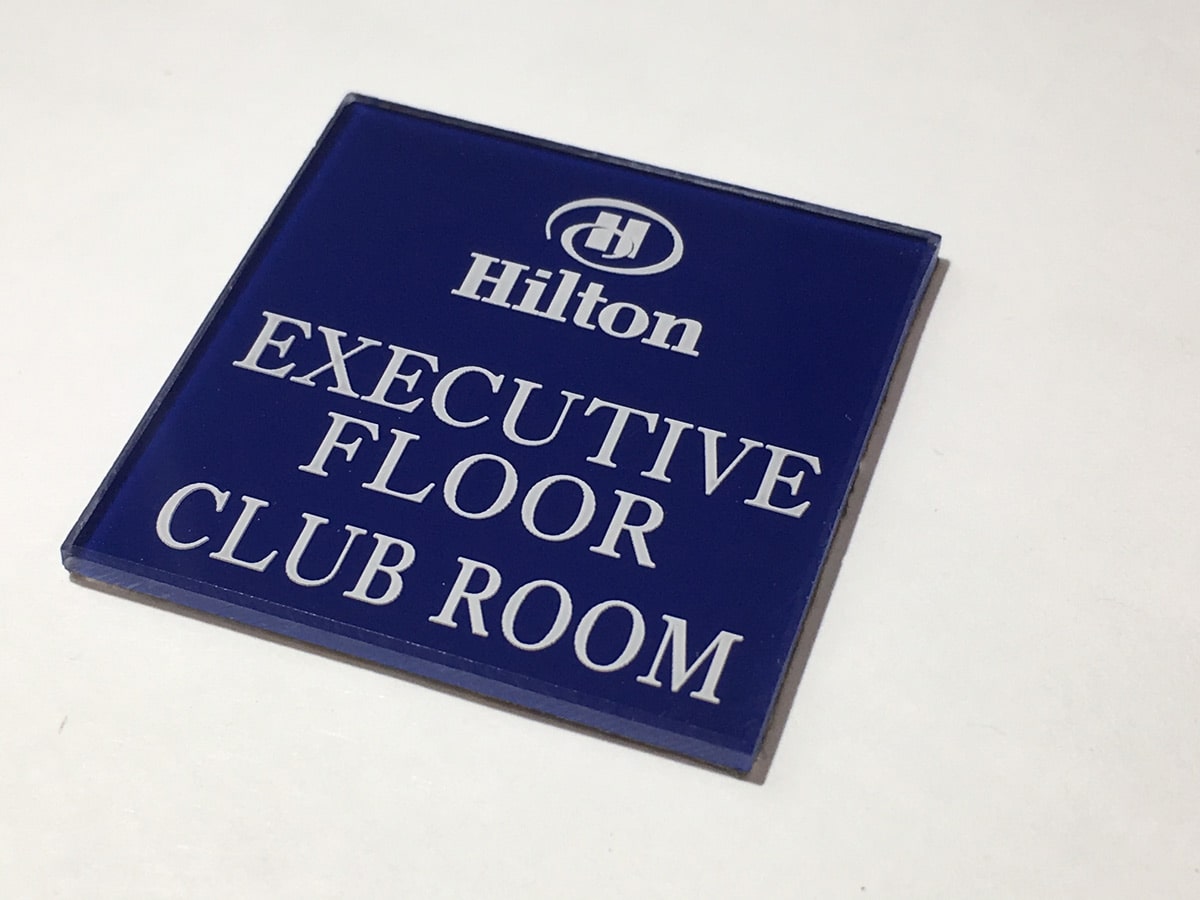 H
Hilton
EXECUTIVE
FLOOR
CLUB ROOM